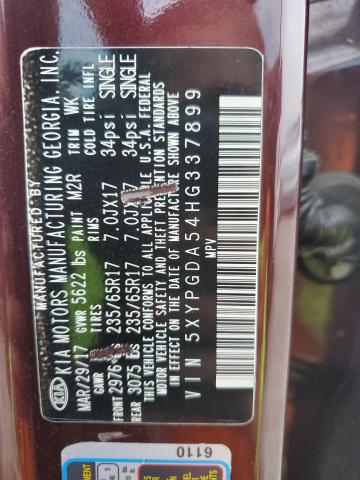 MANUFACTURED BY
KIA KIA MOTORS MANUFACTURING GEORGIA, INC.
MAR/29/17 GVWR 5622 LBS PAINT M2R TRIM WK
GAWR TIRES RIMS COLD TIRE INFL
FRONT 2976 235/65R17 7.0JX17 34psi SINGLE
REAR 3075 LBS 235/65R17 7.0J 34psi SINGLE
THIS VEHICLE CONFORMS TO ALL APPLICABLE U.S.A. FEDERAL
MOTOR VEHICLE SAFETY AND THEFT PREVENTION STANDARDS
IN EFFECT ON THE DATE OF MANUFACTURE SHOWN ABOVE
VIN 5XYPGDA54HG337899
MPV
6110